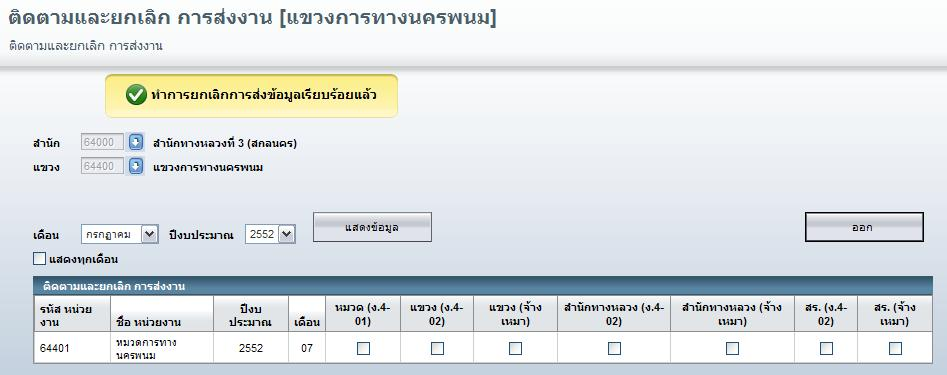 ติดตามและยกเลิก การส่งงาน [แขวงการทางนครพนม]
ติดตามและยกเลิก การส่งงาน
ทำการยกเลิกการส่งข้อมูลเรียบร้อยแล้ว
สำนัก 64000 สำนักทางหลวงที่ 3 (สกลนคร)
แขวง 64400 แขวงการทางนครพนม
เดือน กรกฏาคม ปีงบประมาณ 2552 แสดงข้อมูล ออก
แสดงทุกเดือน
ติดตามและยกเลิก การส่งงาน
รหัส หน่วย
งาน
ชื่อ หน่วยงาน
ปีงบ
ประมาณ
เดือน
หมวด (ง.4-
01)
แขวง (ง.4-
02)
แขวง (จ้าง
เหมา)
สำนักทางหลวง (ง.4-
02)
สำนักทางหลวง (จ้าง
เหมา)
สร. (ง.4-
02)
สร. (จ้าง
เหมา)
64401
หมวดการทาง
นครพนม
2552
07